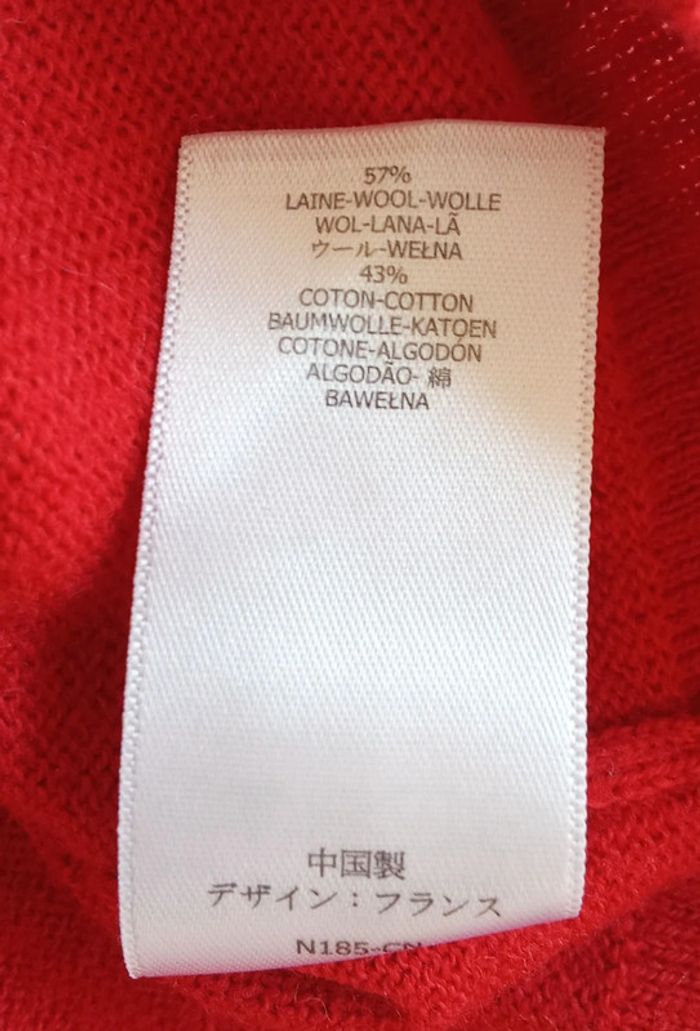 57%
LAINE-WOOL-WOLLE
WOL-LANA-LÃ
ウール-WEŁNA
43%
COTON-COTTON
BAUMWOLLE-KATOEN
COTONE-ALGODÓN
ALGODÃO- 綿
BAWEŁNA
中国製
デザイン：フランス